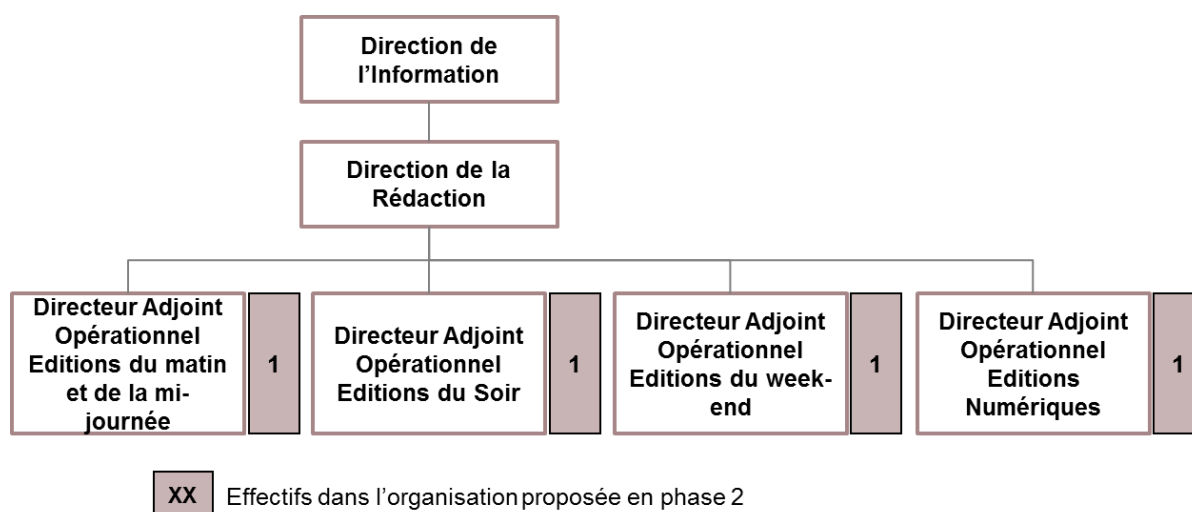 Direction de
l'Information
Direction de la
Rédaction
Directeur Adjoint
Opérationnel
Editions du matin
et de la mi-
journée
1
Directeur Adjoint
Opérationnel
Editions du Soir
1
Directeur Adjoint
Opérationnel
Editions du week-
end
1
Directeur Adjoint
Opérationnel
Editions
Numériques
1
XX Effectifs dans l'organisation proposée en phase 2